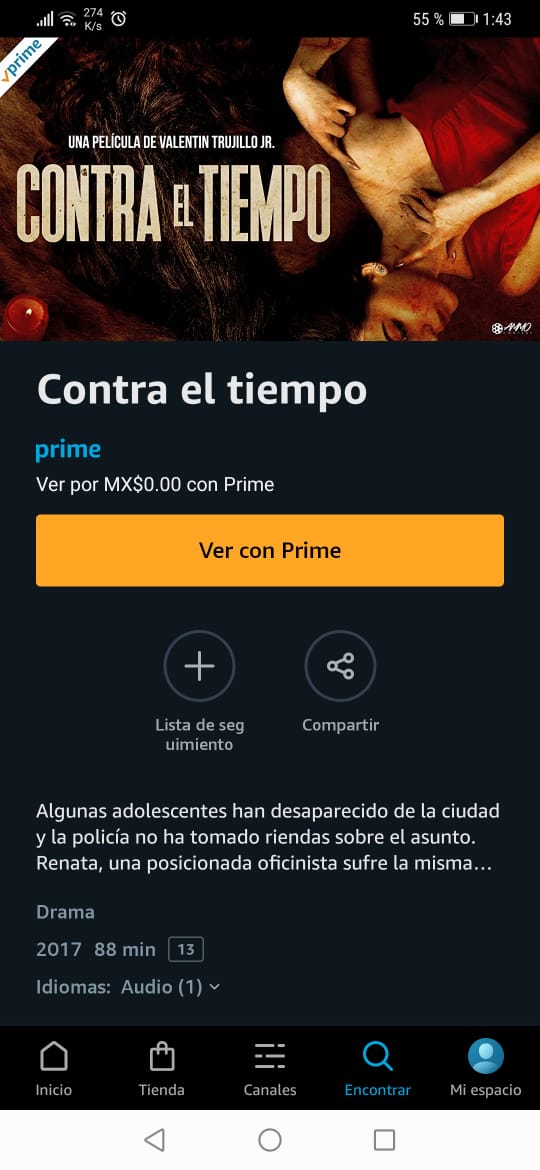 274
K/s
55 % 1:43
prime
UNA PELÍCULA DE VALENTIN TRUJILLO JR.
CONTRA EL TIEMPO
Contra el tiempo
prime
Ver por MX$0.00 con Prime
Ver con Prime
Lista de seg
uimiento
Compartir
Algunas adolescentes han desaparecido de la ciudad
y la policía no ha tomado riendas sobre el asunto.
Renata, una posicionada oficinista sufre la misma...
Drama
2017 88 min 13
Idiomas: Audio (1)
Inicio Tienda Canales Encontrar Mi espacio